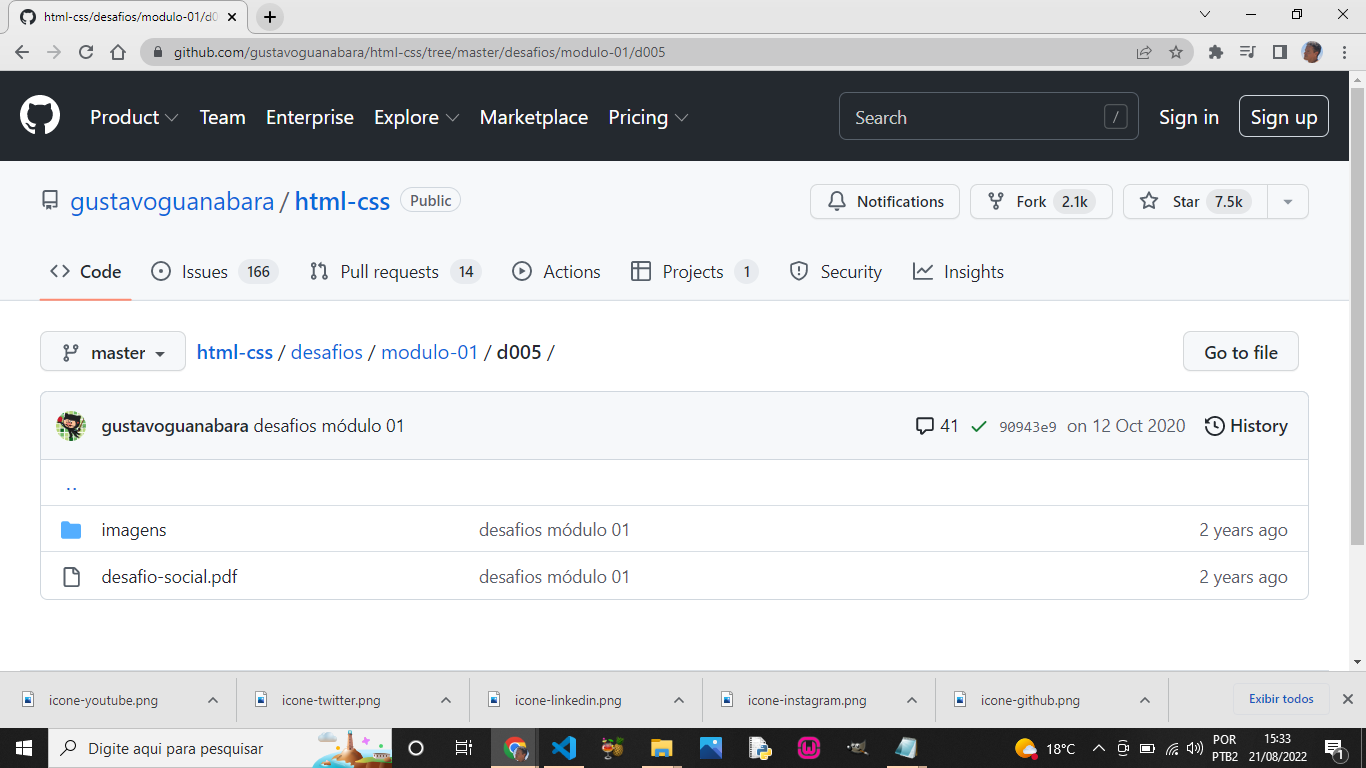 html-css/desafios/modulo-01/d0
github.com/gustavoguanabara/html-css/tree/master/desafios/modulo-01/d005
Product Team Enterprise Explore Marketplace Pricing Search / Sign in Sign up
gustavoguanabara / html-css Public Notifications Fork 2.1k Star 7.5k
Code Issues 166 Pull requests 14 Actions Projects 1 Security Insights
master html-css / desafios / modulo-01 / d005 / Go to file
gustavoguanabara desafios módulo 01 41 90943e9 on 12 Oct 2020 History
..
imagens desafios módulo 01 2 years ago
desafio-social.pdf desafios módulo 01 2 years ago
icone-youtube.png icone-twitter.png icone-linkedin.png icone-instagram.png icone-github.png Exibir todos
Digite aqui para pesquisar 18°C POR 15:33
PTB2 21/08/2022 1